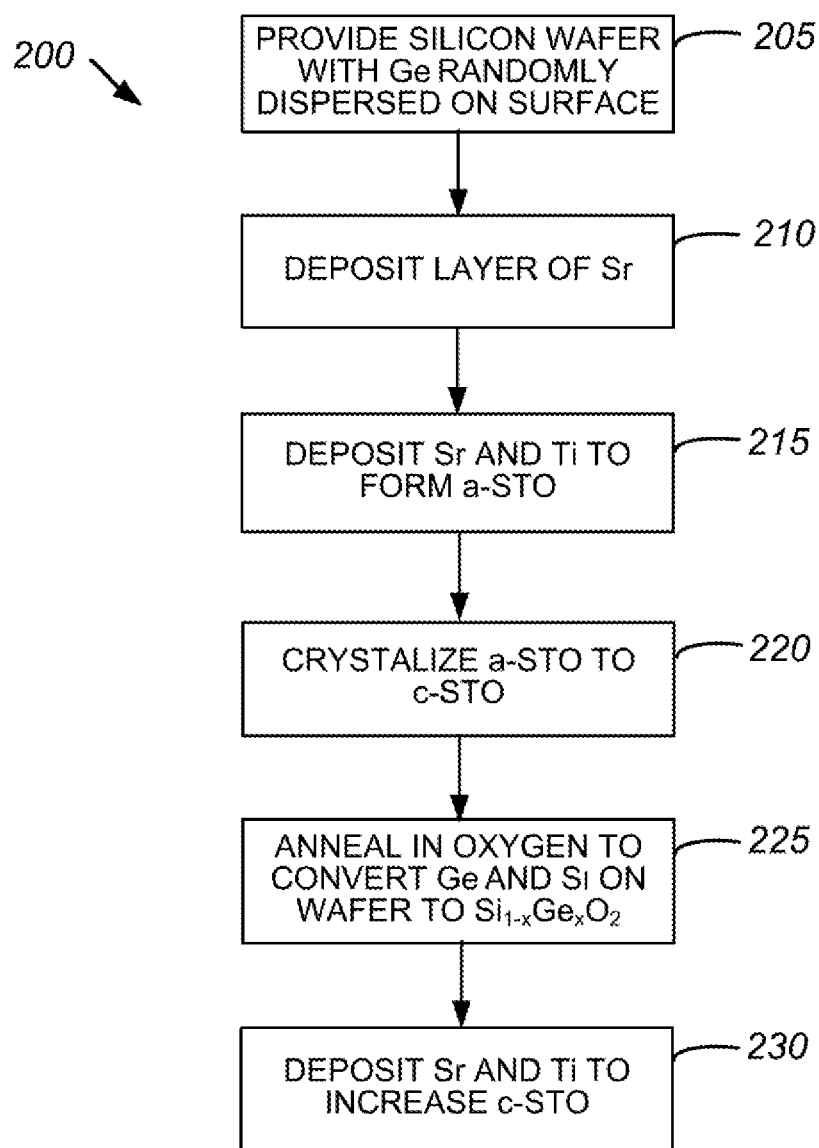 200
PROVIDE SILICON WAFER
WITH Ge RANDOMLY
DISPERSED ON SURFACE
205
DEPOSIT LAYER OF Sr
210
DEPOSIT Sr AND Ti TO
FORM a-STO
215
CRYSTALIZE a-STO TO
c-STO
220
ANNEAL IN OXYGEN TO
CONVERT Ge AND Si ON
WAFER TO Si₁₋ₓGeₓO₂
225
DEPOSIT Sr AND Ti TO
INCREASE c-STO
230